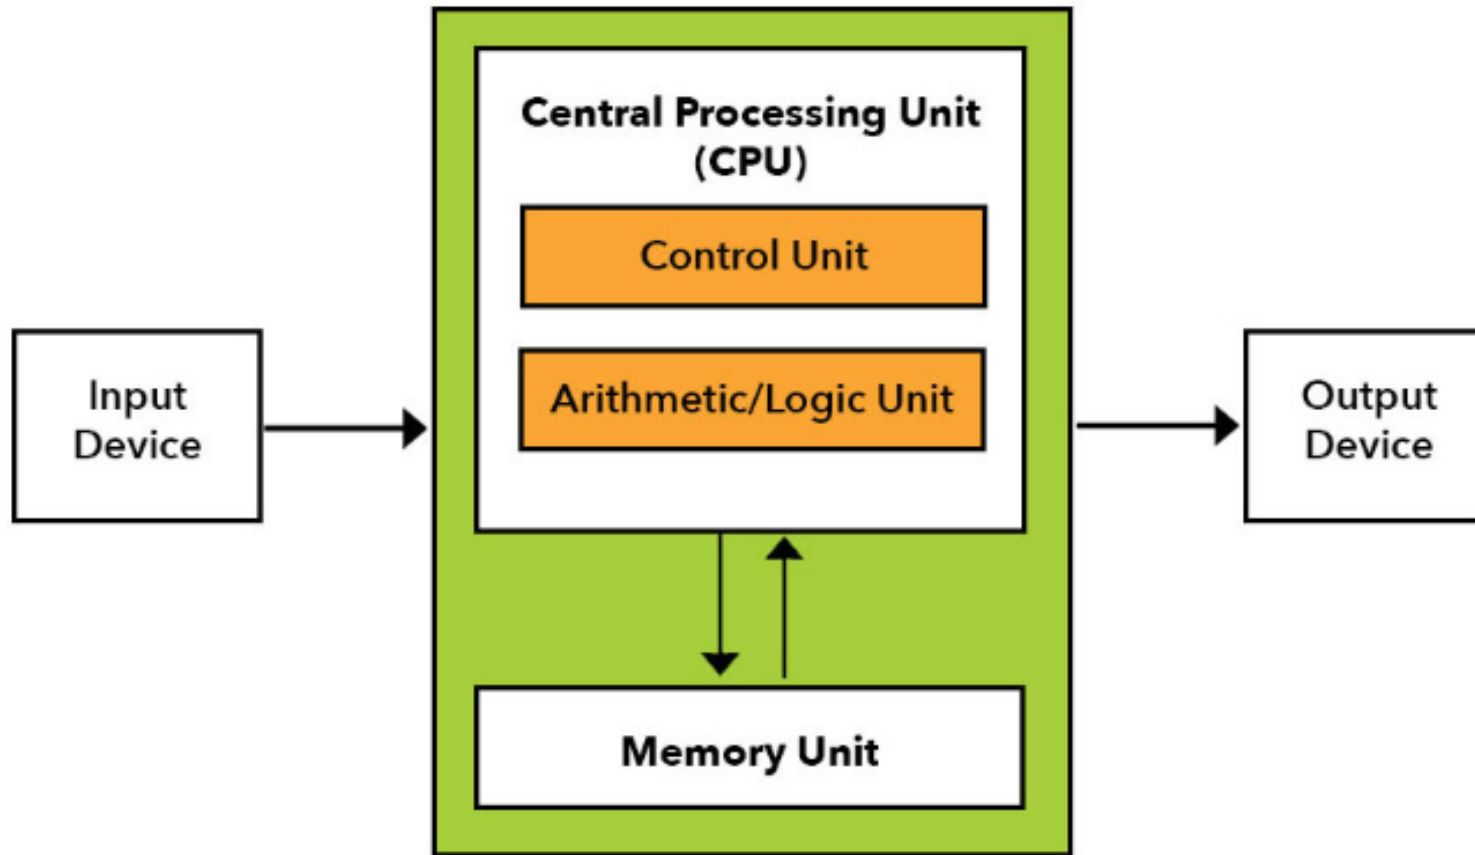 Central Processing Unit
(CPU)
Control Unit
Arithmetic/Logic Unit
Input
Device
Output
Device
Memory Unit